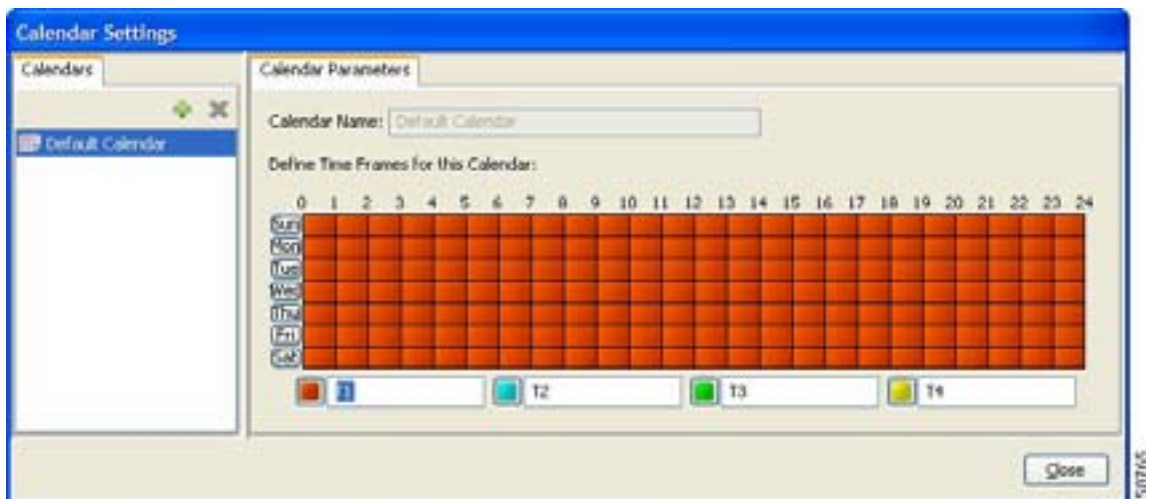 Calendar Settings
Calendars
Calendar Parameters
Calendar Name: Default Calendar
Default Calendar
Define Time Frames for this Calendar:
0 1 2 3 4 5 6 7 8 9 10 11 12 13 14 15 16 17 18 19 20 21 22 23 24
Sun
Mon
Tue
Wed
Thu
Fri
Sat
T1 T2 T3 T4
Close